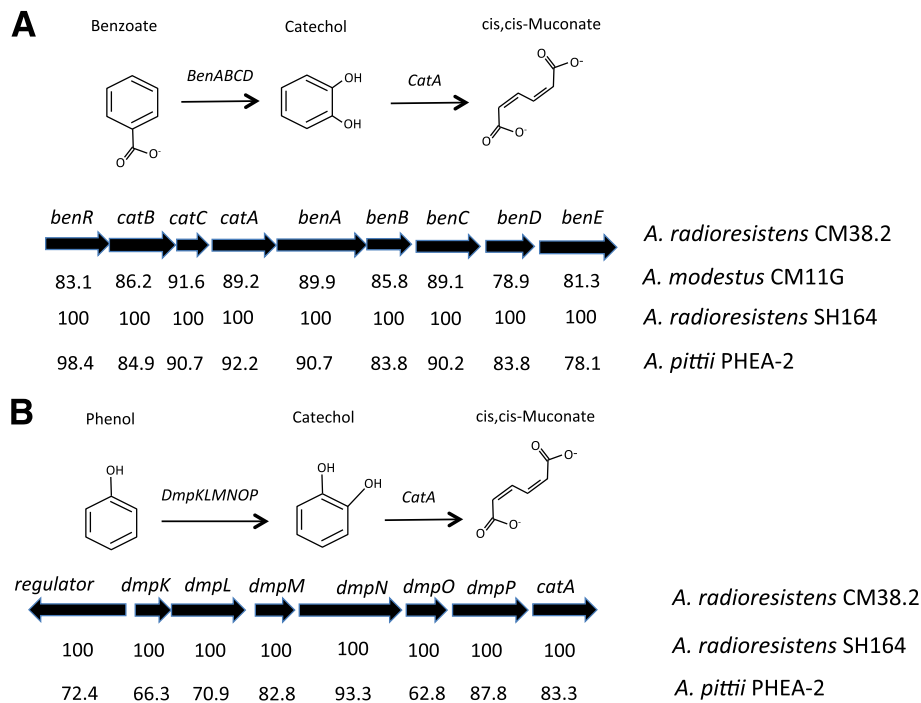 A
Benzoate Catechol cis,cis-Muconate
BenABCD CatA
O O-
OH
OH
O O-
O O-
benR catB catC catA benA benB benC benD benE
A. radioresistens CM38.2
83.1 86.2 91.6 89.2 89.9 85.8 89.1 78.9 81.3 A. modestus CM11G
100 100 100 100 100 100 100 100 100 A. radioresistens SH164
98.4 84.9 90.7 92.2 90.7 83.8 90.2 83.8 78.1 A. pittii PHEA-2
B
Phenol Catechol cis,cis-Muconate
O O-
OH OH OH
DmpKLMNOP CatA
O O-
regulator dmpK dmpL dmpM dmpN dmpO dmpP catA
A. radioresistens CM38.2
100 100 100 100 100 100 100 100 A. radioresistens SH164
72.4 66.3 70.9 82.8 93.3 62.8 87.8 83.3 A. pittii PHEA-2